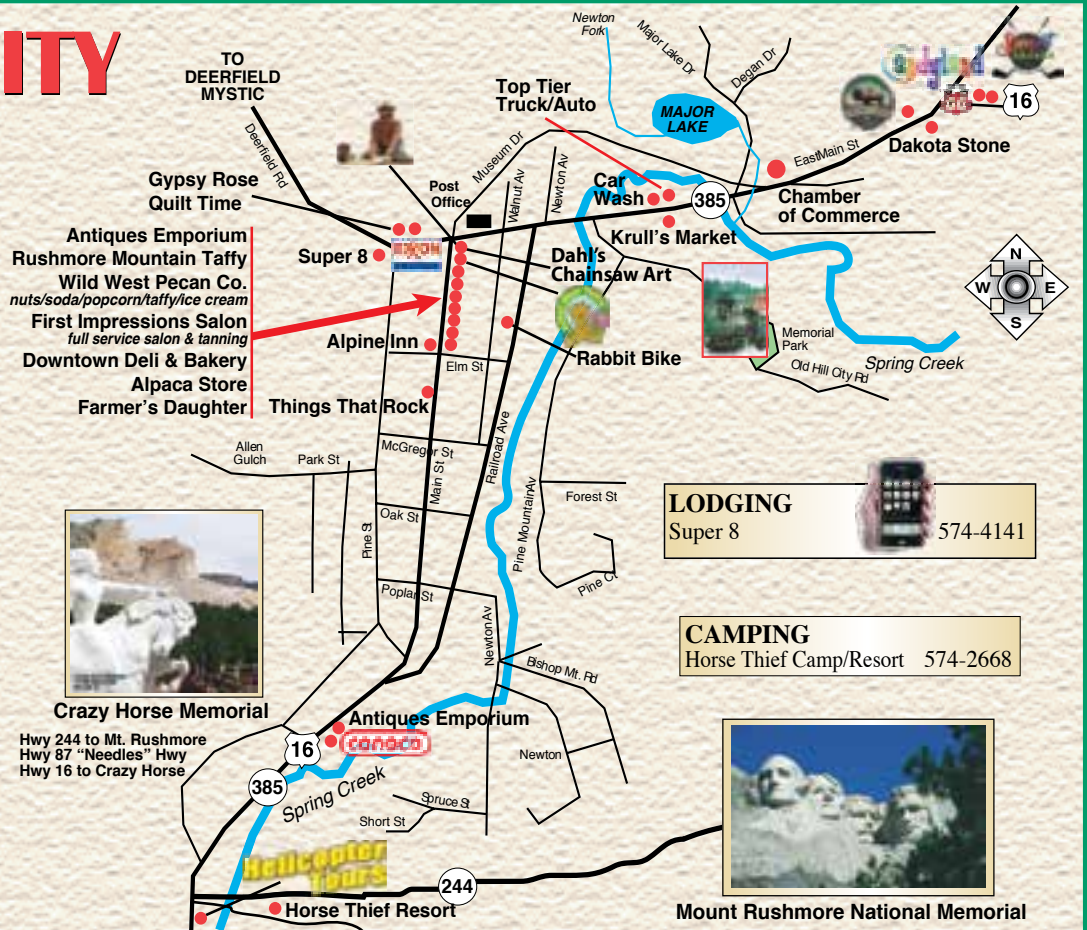 ITY
TO
DEERFIELD
MYSTIC
Deerfield Rd
Newton
Fork
Major Lake Dr
Degan Dr
Top Tier
Truck/Auto
MAJOR
LAKE
16
Dakota Stone
EastMain St
Museum Dr
Walnut Av
Newton Av
Post
Office
Gypsy Rose
Quilt Time
Car
Wash
385
Chamber
of Commerce
Krull's Market
Antiques Emporium
Rushmore Mountain Taffy
Wild West Pecan Co.
nuts/soda/popcorn/taffy/ice cream
First Impressions Salon
full service salon & tanning
Downtown Deli & Bakery
Alpaca Store
Farmer's Daughter
Super 8
Dahl's
Chainsaw Art
N
W
E
S
Alpine Inn
Rabbit Bike
Memorial
Park
Old Hill City Rd
Spring Creek
Elm St
Things That Rock
McGregor St
Main St
Railroad Ave
Allen
Gulch
Park St
Pine St
Oak St
Poplar St
Pine Mountain Av
Forest St
Pine Ct
LODGING
Super 8 574-4141
CAMPING
Horse Thief Camp/Resort 574-2668
Newton Av
Bishop Mt. Rd
Newton
Crazy Horse Memorial
Hwy 244 to Mt. Rushmore
Hwy 87 "Needles" Hwy
Hwy 16 to Crazy Horse
Antiques Emporium
conoco
16
385
Spring Creek
Spruce St
Short St
Helicopter
Tours
244
Horse Thief Resort
Mount Rushmore National Memorial